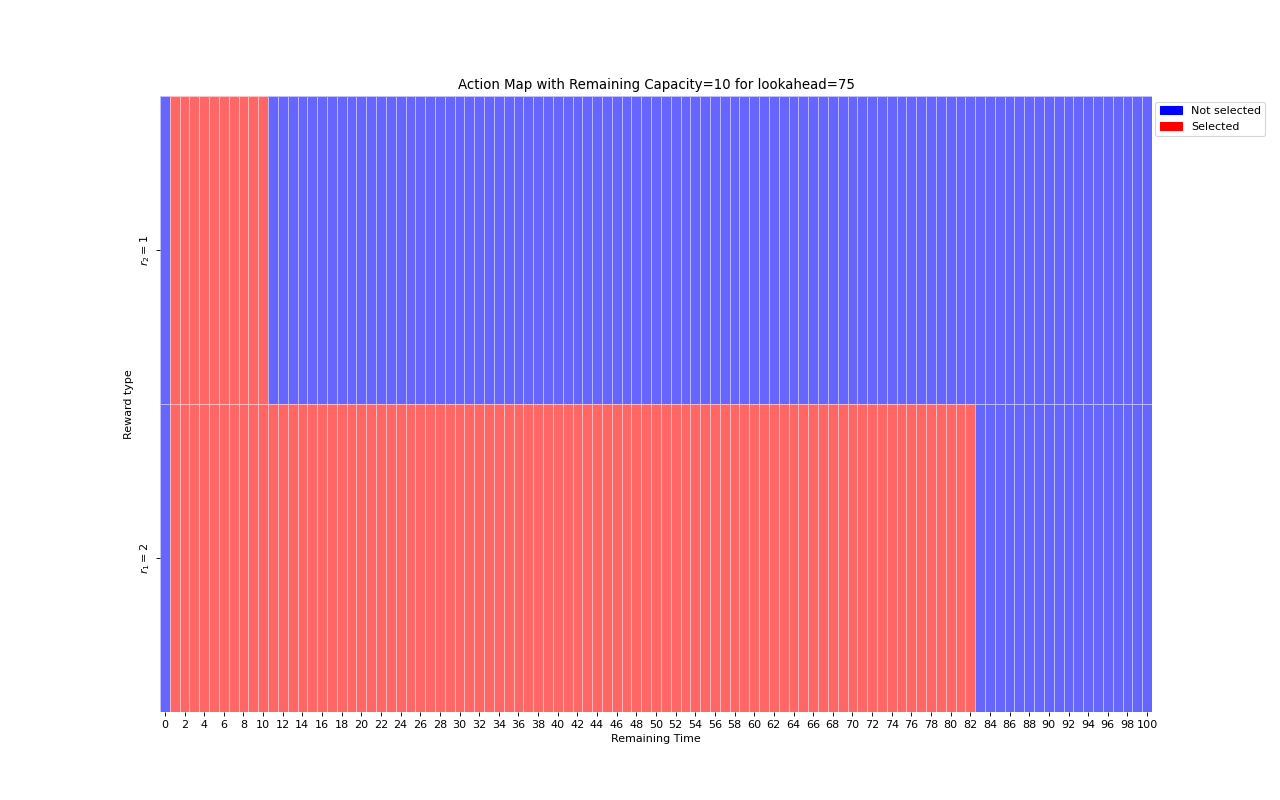 Action Map with Remaining Capacity=10 for lookahead=75
Not selected
Selected
r₂ = 1
Reward type
r₁ = 2
0 2 4 6 8 10 12 14 16 18 20 22 24 26 28 30 32 34 36 38 40 42 44 46 48 50 52 54 56 58 60 62 64 66 68 70 72 74 76 78 80 82 84 86 88 90 92 94 96 98 100
Remaining Time